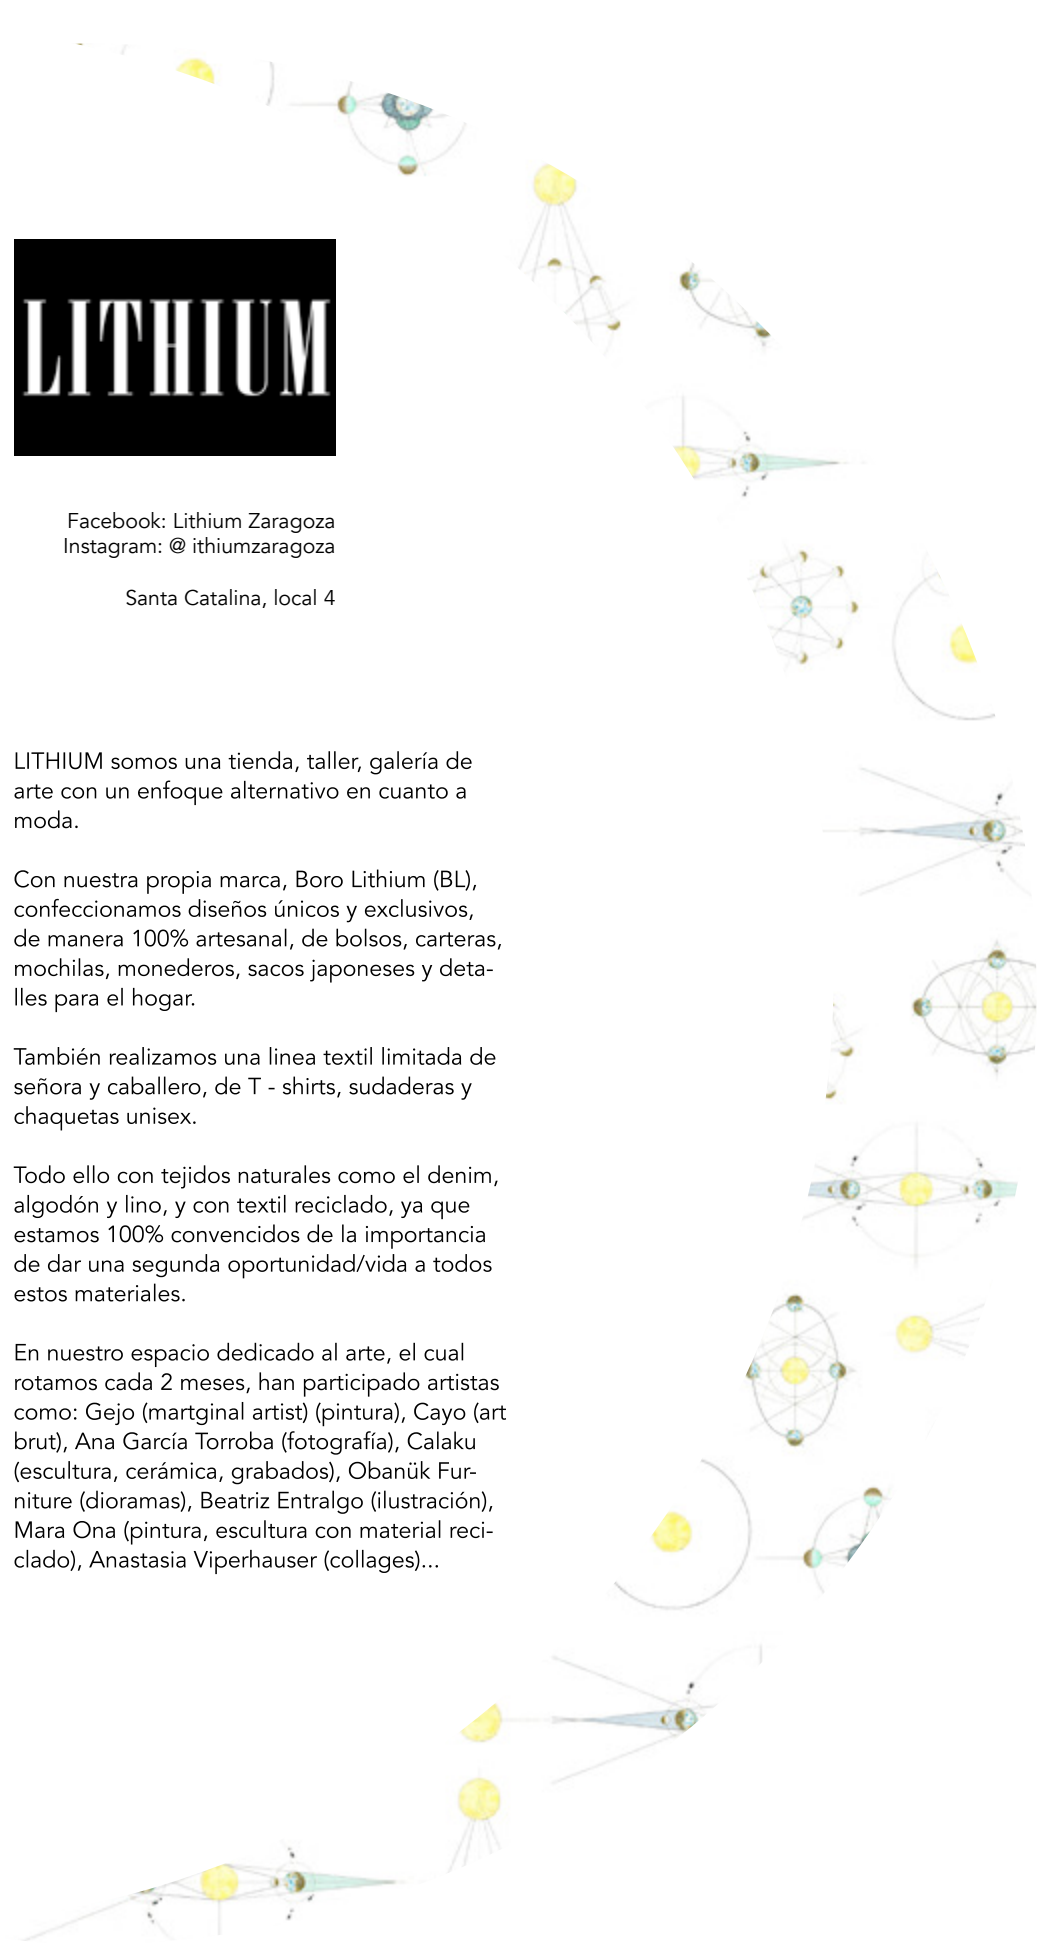 LITHIUM
Facebook: Lithium Zaragoza
Instagram: @ ithiumzaragoza
Santa Catalina, local 4
LITHIUM somos una tienda, taller, galería de
arte con un enfoque alternativo en cuanto a
moda.
Con nuestra propia marca, Boro Lithium (BL),
confeccionamos diseños únicos y exclusivos,
de manera 100% artesanal, de bolsos, carteras,
mochilas, monederos, sacos japoneses y deta-
lles para el hogar.
También realizamos una linea textil limitada de
señora y caballero, de T - shirts, sudaderas y
chaquetas unisex.
Todo ello con tejidos naturales como el denim,
algodón y lino, y con textil reciclado, ya que
estamos 100% convencidos de la importancia
de dar una segunda oportunidad/vida a todos
estos materiales.
En nuestro espacio dedicado al arte, el cual
rotamos cada 2 meses, han participado artistas
como: Gejo (martginal artist) (pintura), Cayo (art
brut), Ana García Torroba (fotografía), Calaku
(escultura, cerámica, grabados), Obanük Fur-
niture (dioramas), Beatriz Entralgo (ilustración),
Mara Ona (pintura, escultura con material reci-
clado), Anastasia Viperhauser (collages)...